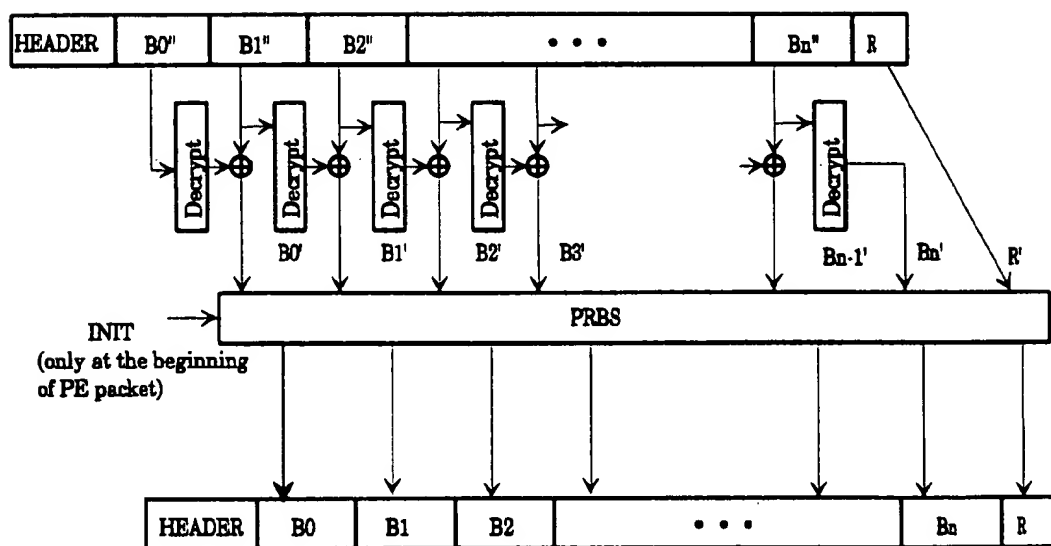 HEADER B0" B1" B2" • • • Bn" R
Decrypt Decrypt Decrypt Decrypt Decrypt
B0' B1' B2' B3' Bn-1' Bn' R'
PRBS
INIT
(only at the beginning
of PE packet)
HEADER B0 B1 B2 • • • Bn R